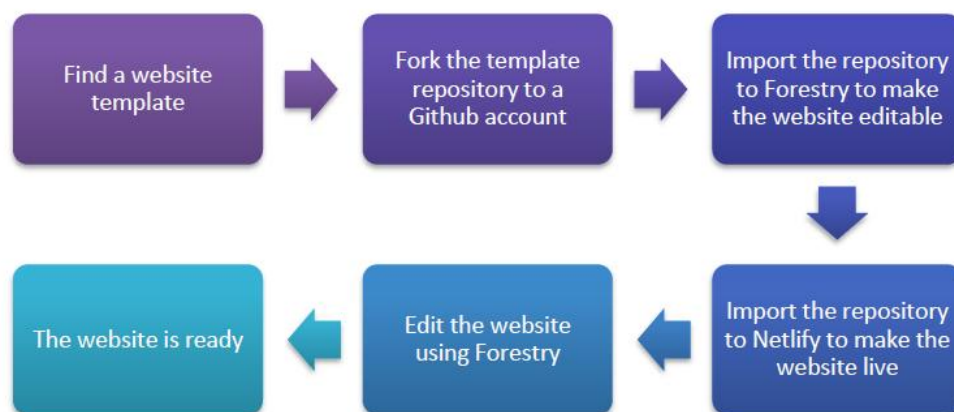 Find a website
template
Fork the template
repository to a
Github account
Import the repository
to Forestry to make
the website editable
Import the repository
to Netlify to make the
website live
Edit the website
using Forestry
The website is ready